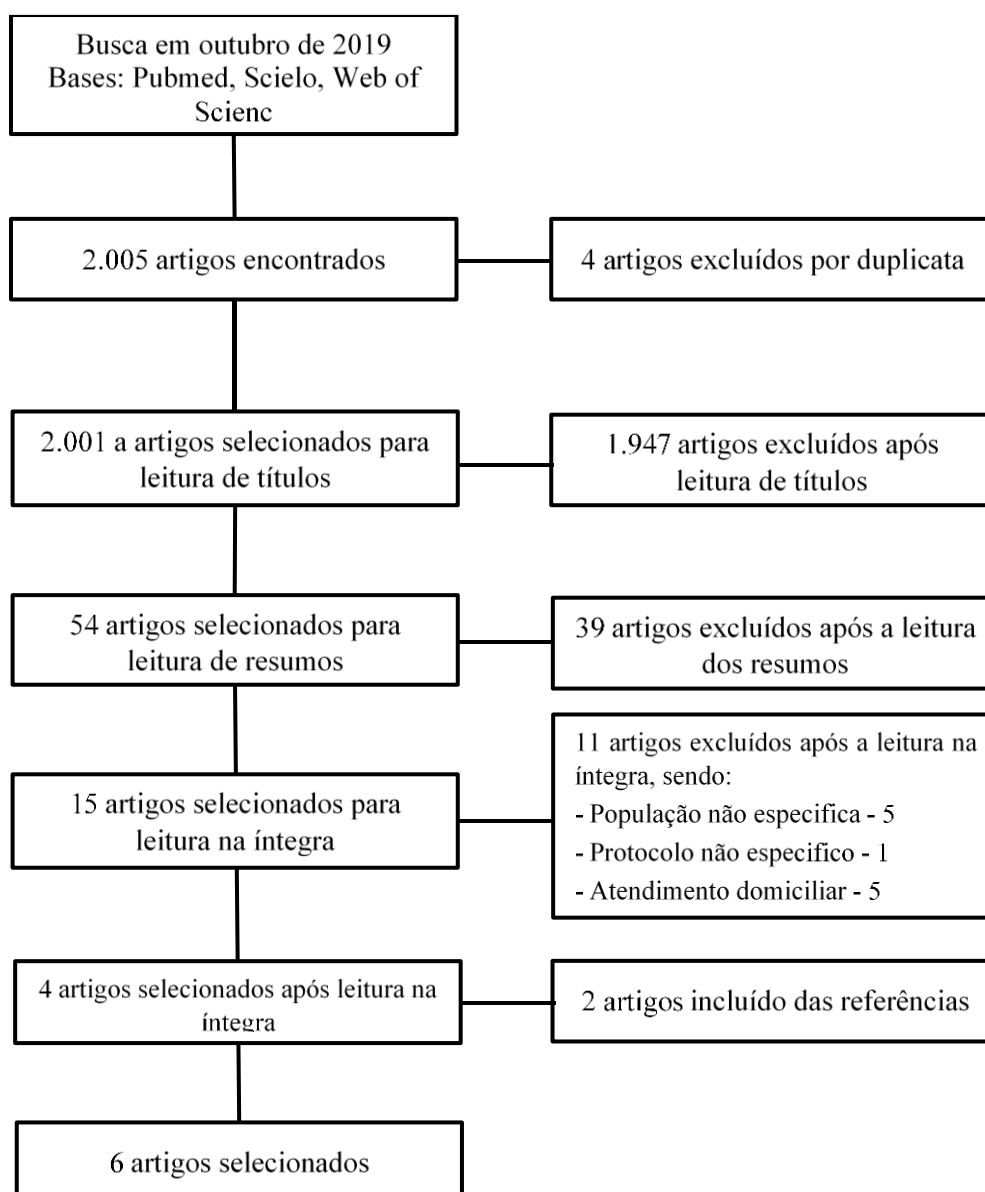 Busca em outubro de 2019
Bases: Pubmed, Scielo, Web of
Scienc
2.005 artigos encontrados
4 artigos excluídos por duplicata
2.001 a artigos selecionados para
leitura de títulos
1.947 artigos excluídos após
leitura de títulos
54 artigos selecionados para
leitura de resumos
39 artigos excluídos após a leitura
dos resumos
15 artigos selecionados para
leitura na íntegra
11 artigos excluídos após a leitura na
íntegra, sendo:
- População não especifica - 5
- Protocolo não especifico - 1
- Atendimento domiciliar - 5
4 artigos selecionados após leitura na
íntegra
2 artigos incluído das referências
6 artigos selecionados